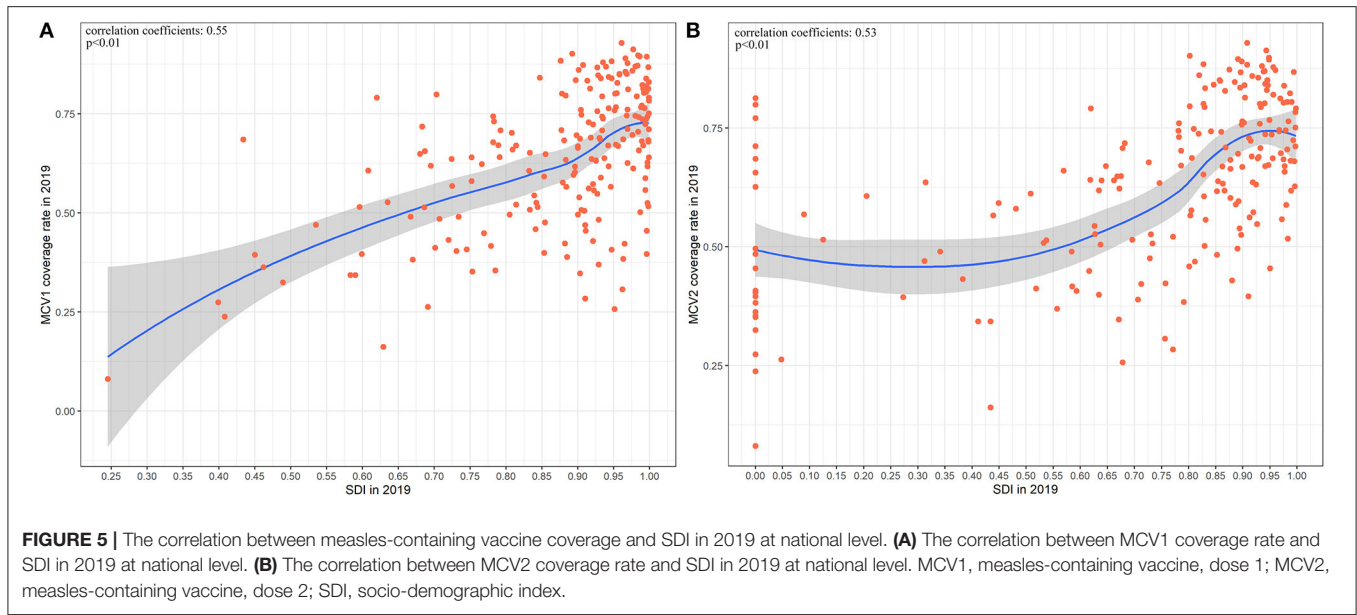 A
correlation coefficients: 0.55
p<0.01
MCV1 coverage rate in 2019
0.75
0.50
0.25
0.00
0.25 0.30 0.35 0.40 0.45 0.50 0.55 0.60 0.65 0.70 0.75 0.80 0.85 0.90 0.95 1.00
SDI in 2019
B
correlation coefficients: 0.53
p<0.01
MCV2 coverage rate in 2019
0.75
0.50
0.25
0.00 0.05 0.10 0.15 0.20 0.25 0.30 0.35 0.40 0.45 0.50 0.55 0.60 0.65 0.70 0.75 0.80 0.85 0.90 0.95 1.00
SDI in 2019
FIGURE 5 | The correlation between measles-containing vaccine coverage and SDI in 2019 at national level. (A) The correlation between MCV1 coverage rate and
SDI in 2019 at national level. (B) The correlation between MCV2 coverage rate and SDI in 2019 at national level. MCV1, measles-containing vaccine, dose 1; MCV2,
measles-containing vaccine, dose 2; SDI, socio-demographic index.